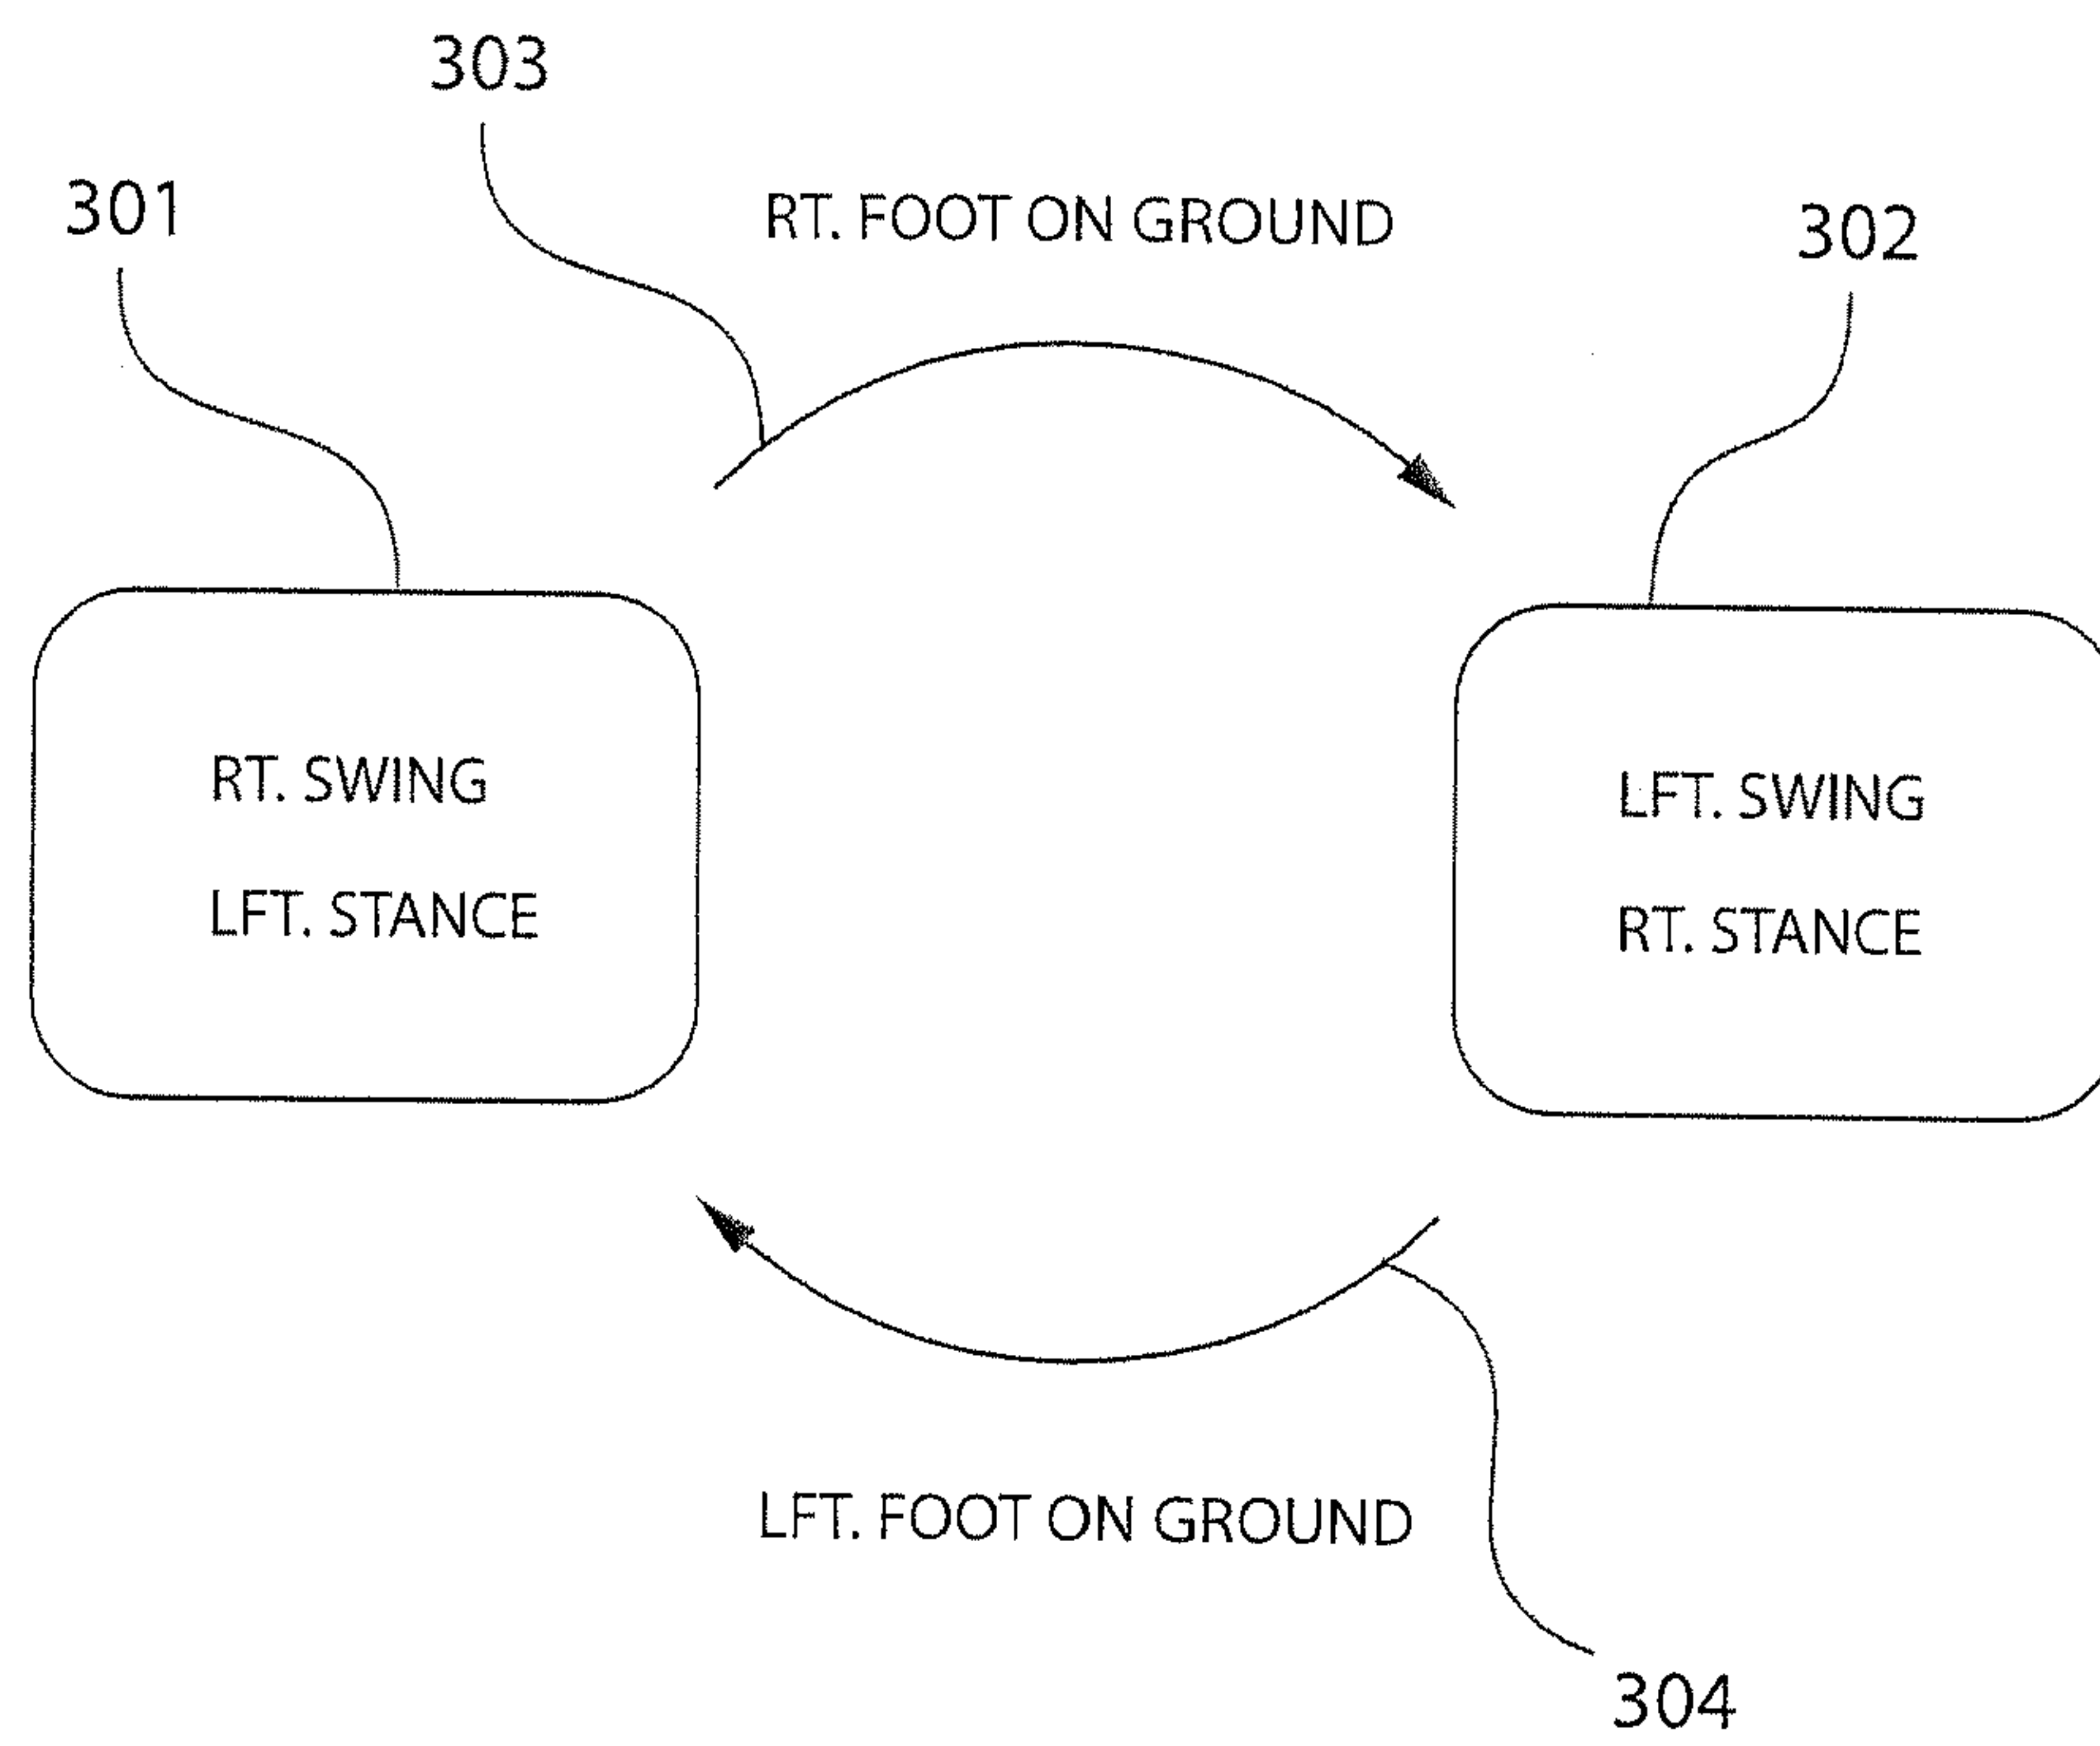 303
301
RT. FOOT ON GROUND
302
RT. SWING
LFT. STANCE
LFT. SWING
RT. STANCE
LFT. FOOT ON GROUND
304